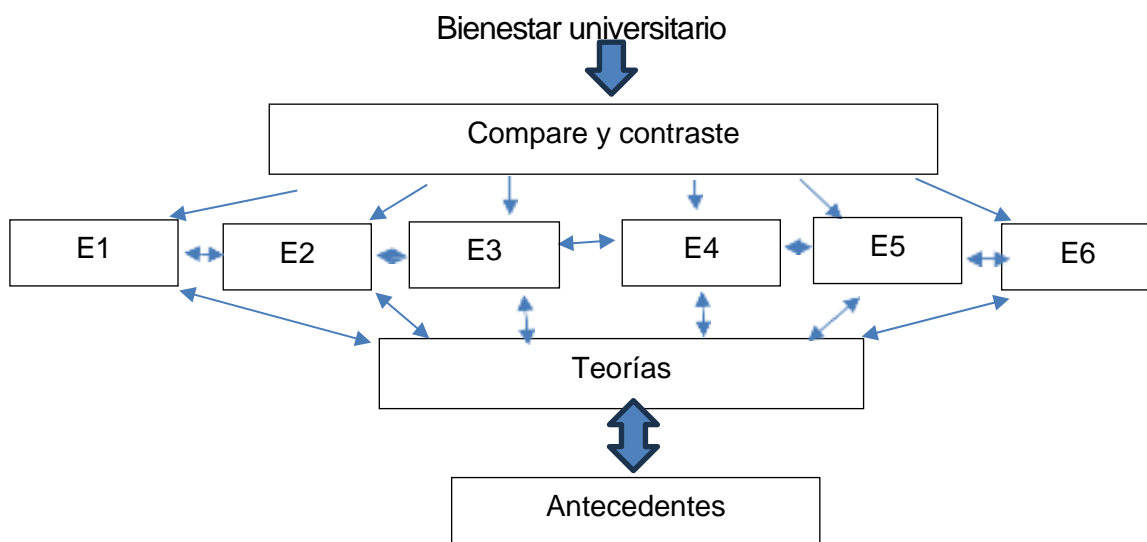 Bienestar universitario
Compare y contraste
E1
E2
E3
E4
E5
E6
Teorías
Antecedentes